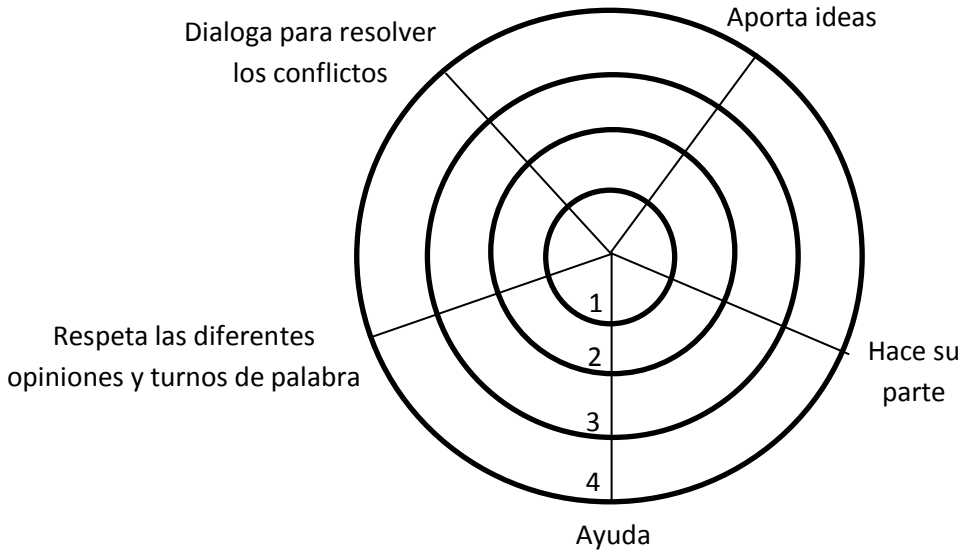 Aporta ideas
Dialoga para resolver
los conflictos
1
Respeta las diferentes
opiniones y turnos de palabra
Hace su
parte
2
3
4
Ayuda